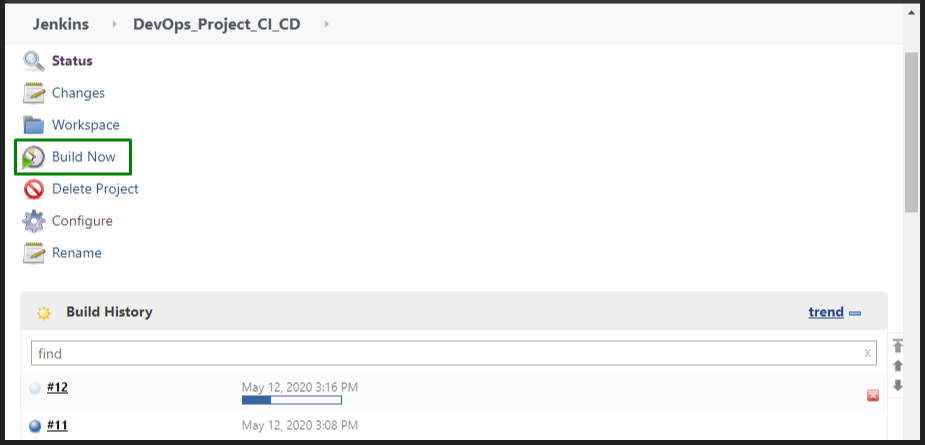 Jenkins DevOps_Project_CI_CD
Status
Changes
Workspace
Build Now
Delete Project
Configure
Rename
Build History trend
find x
#12 May 12, 2020 3:16 PM
#11 May 12, 2020 3:08 PM